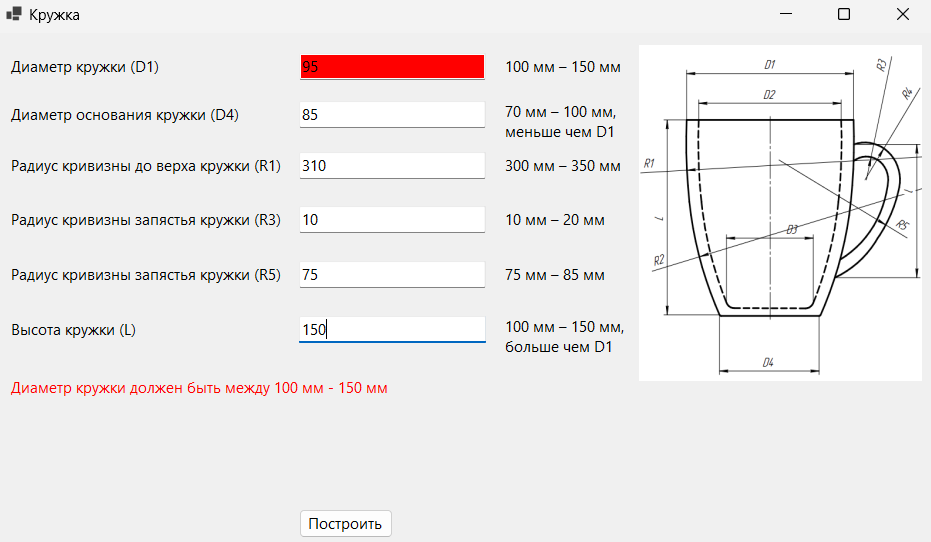 Кружка
Диаметр кружки (D1)
95
100 мм – 150 мм
Диаметр основания кружки (D4)
85
70 мм – 100 мм,
меньше чем D1
Радиус кривизны до верха кружки (R1)
310
300 мм – 350 мм
Радиус кривизны запястья кружки (R3)
10
10 мм – 20 мм
Радиус кривизны запястья кружки (R5)
75
75 мм – 85 мм
Высота кружки (L)
150
100 мм – 150 мм,
больше чем D1
Диаметр кружки должен быть между 100 мм - 150 мм
Построить
D1
R3
D2
R4
R1
L
L
D3
R5
R2
D4